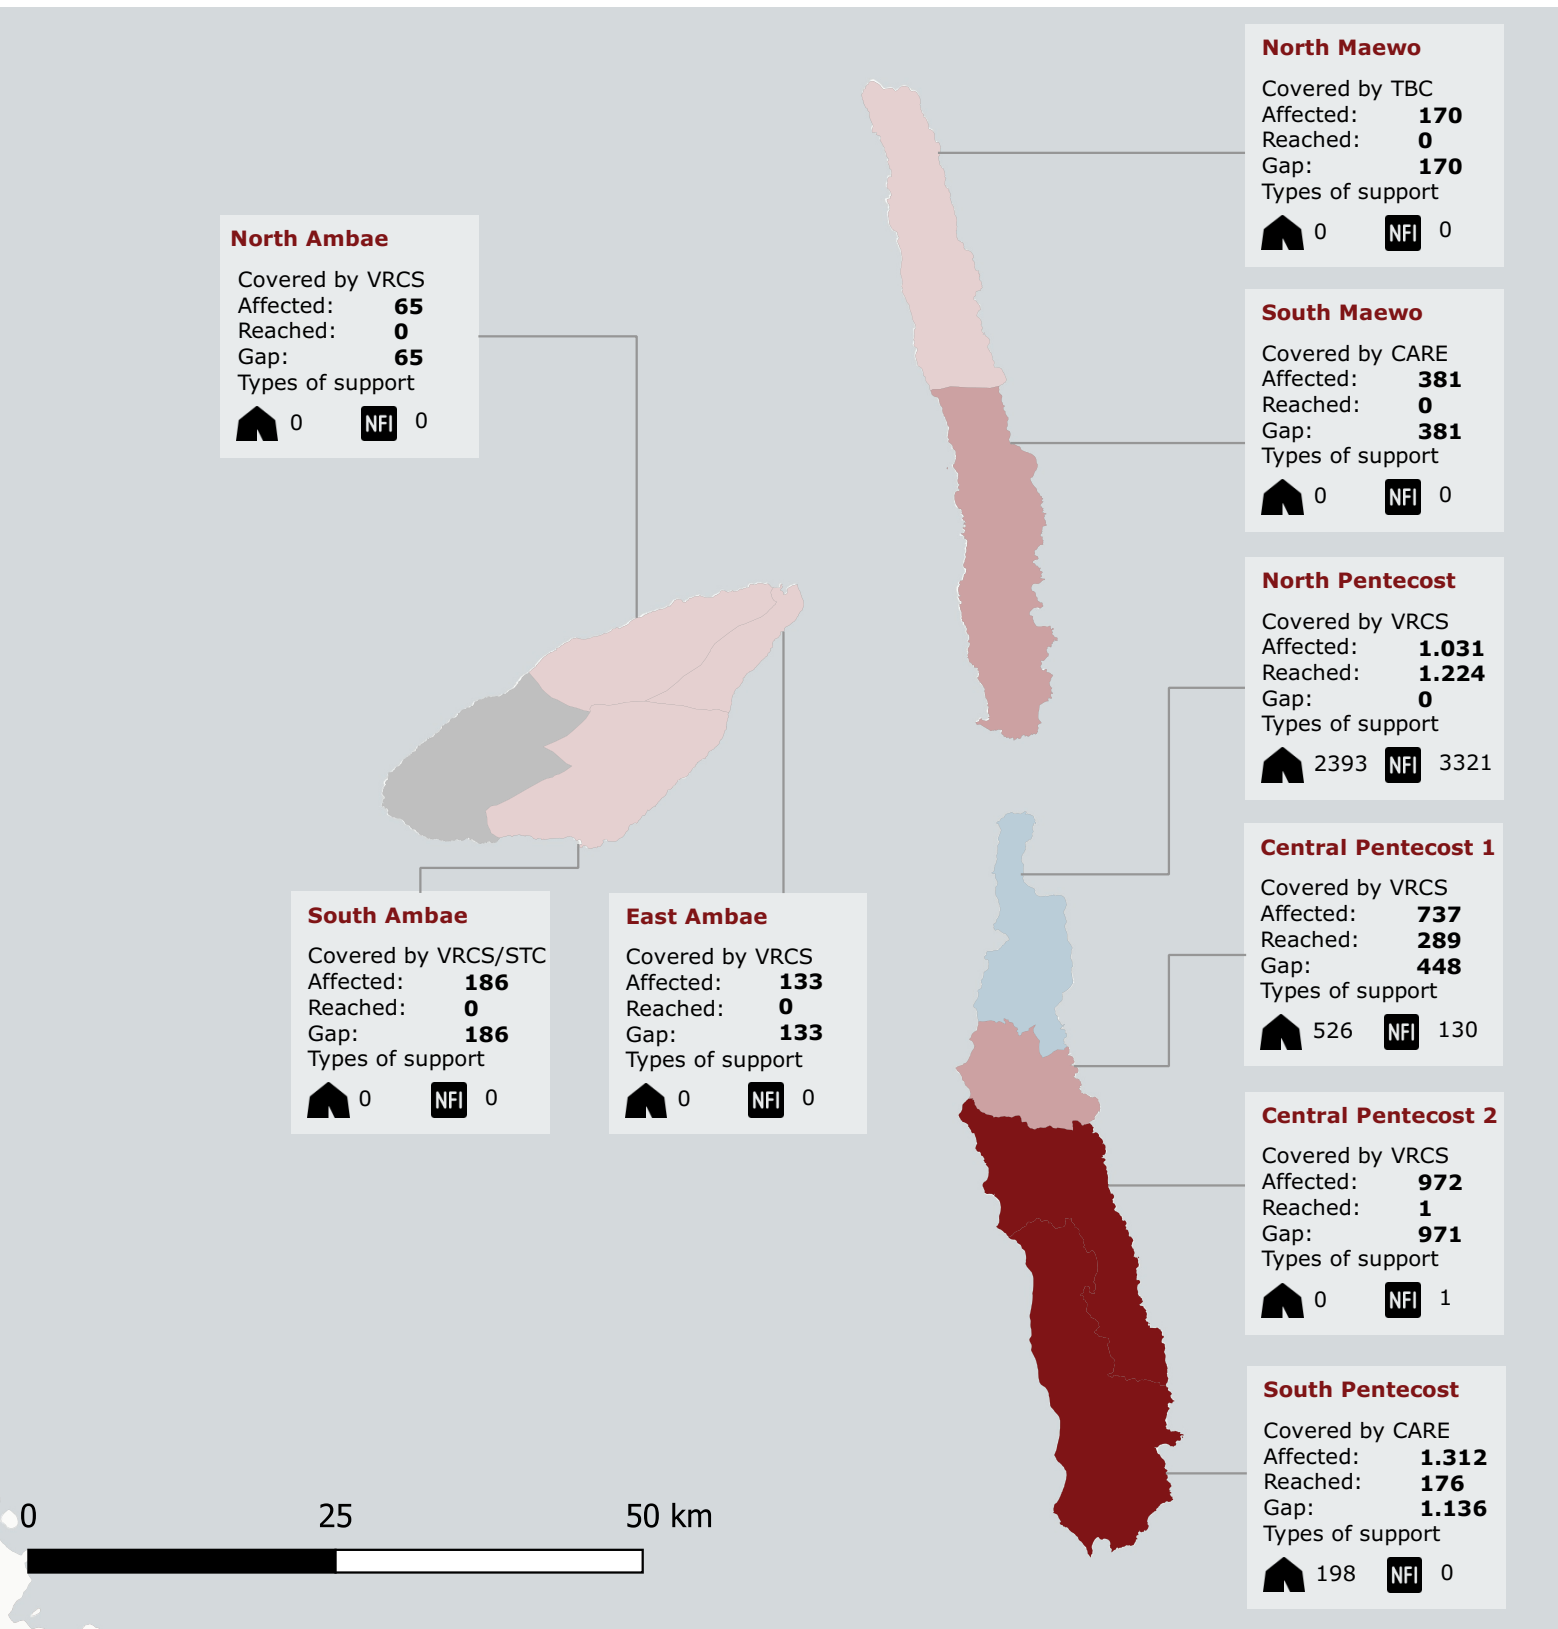 North Maewo
Covered by TBC
Affected: 170
Reached: 0
Gap: 170
Types of support
0 NFI 0
North Ambae
Covered by VRCS
Affected: 65
Reached: 0
Gap: 65
Types of support
0 NFI 0
South Maewo
Covered by CARE
Affected: 381
Reached: 0
Gap: 381
Types of support
0 NFI 0
North Pentecost
Covered by VRCS
Affected: 1.031
Reached: 1.224
Gap: 0
Types of support
2393 NFI 3321
Central Pentecost 1
Covered by VRCS
Affected: 737
Reached: 289
Gap: 448
Types of support
526 NFI 130
South Ambae
Covered by VRCS/STC
Affected: 186
Reached: 0
Gap: 186
Types of support
0 NFI 0
East Ambae
Covered by VRCS
Affected: 133
Reached: 0
Gap: 133
Types of support
0 NFI 0
Central Pentecost 2
Covered by VRCS
Affected: 972
Reached: 1
Gap: 971
Types of support
0 NFI 1
South Pentecost
Covered by CARE
Affected: 1.312
Reached: 176
Gap: 1.136
Types of support
198 NFI 0
0 25 50 km